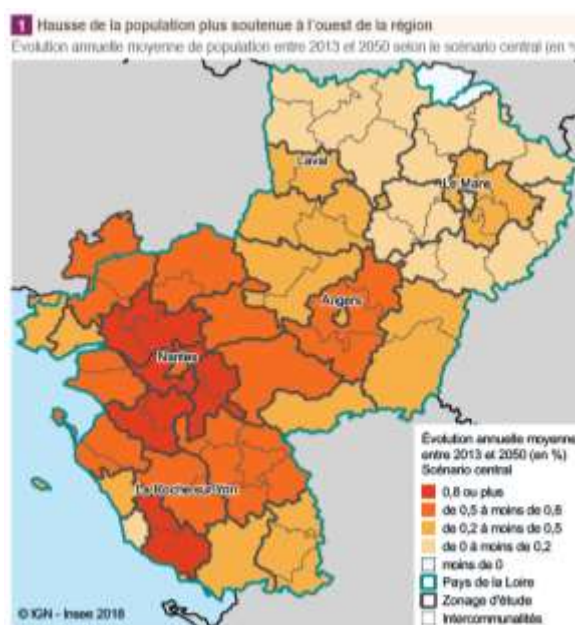 1 Hausse de la population plus soutenue à l'ouest de la région
Évolution annuelle moyenne de population entre 2013 et 2050 selon le scénario central (en %
Laval
Le Mans
Angers
Nantes
La Roche-sur-Yon
Évolution annuelle moyenne
entre 2013 et 2050 (en %)
Scénario central
0,8 ou plus
de 0,5 à moins de 0,8
de 0,2 à moins de 0,5
de 0 à moins de 0,2
moins de 0
Pays de la Loire
Zonage d'étude
Intercommunalités
© IGN - Insee 2018